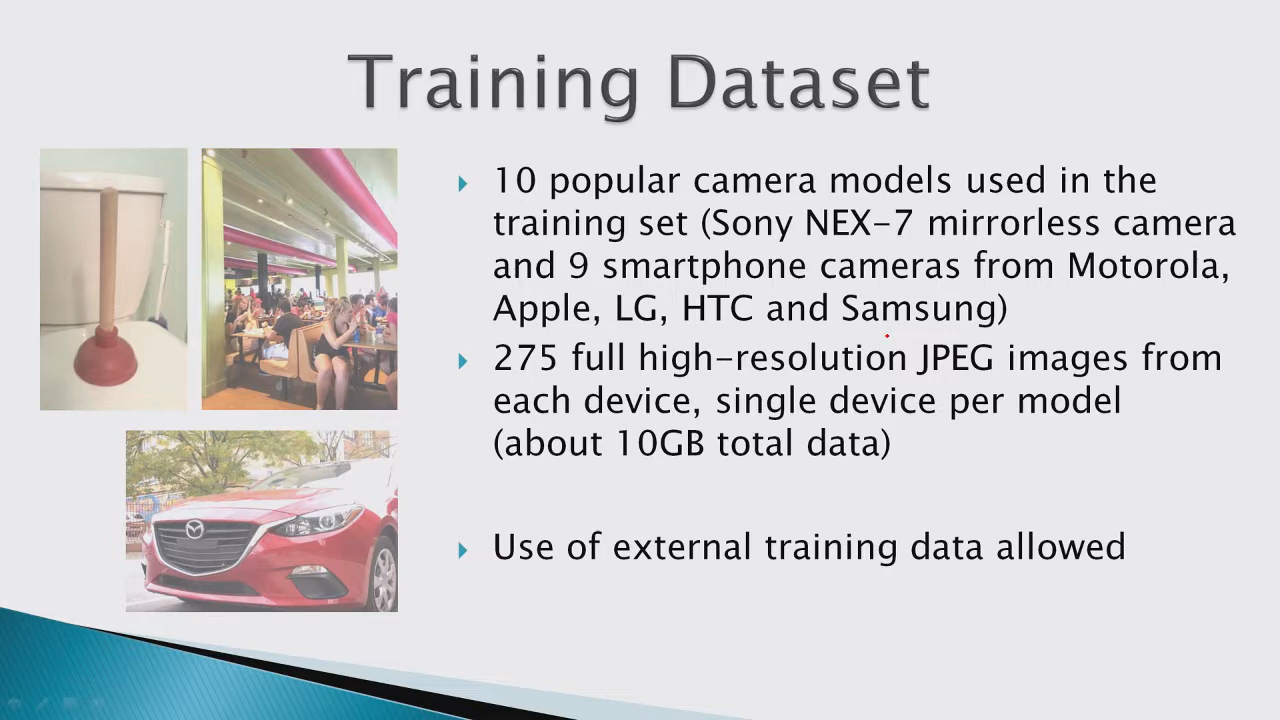 Training Dataset
10 popular camera models used in the
training set (Sony NEX-7 mirrorless camera
and 9 smartphone cameras from Motorola,
Apple, LG, HTC and Samsung)
275 full high-resolution JPEG images from
each device, single device per model
(about 10GB total data)
Use of external training data allowed